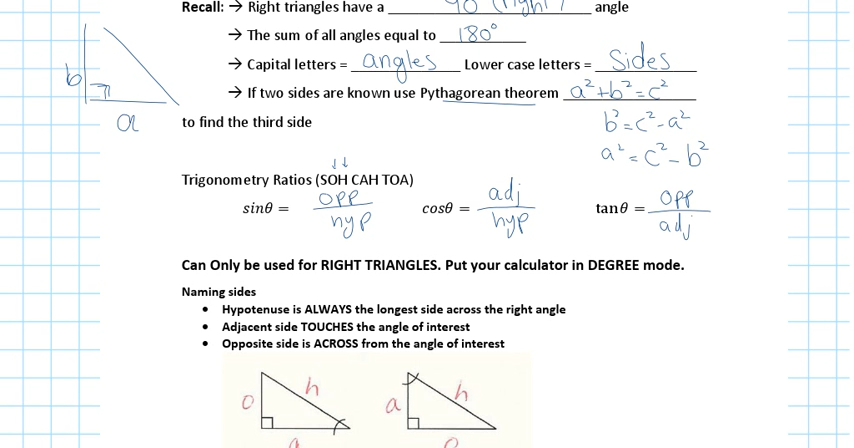 Recall: → Right triangles have a 90 (right) angle
→ The sum of all angles equal to 180°
→ Capital letters = angles Lower case letters = Sides
→ If two sides are known use Pythagorean theorem a²+b²=c²
to find the third side
b²=c²-a²
a²=c²-b²
b
a
↓↓
Trigonometry Ratios (SOH CAH TOA)
sinθ = opp/hyp cosθ = adj/hyp tanθ = opp/adj
Can Only be used for RIGHT TRIANGLES. Put your calculator in DEGREE mode.
Naming sides
• Hypotenuse is ALWAYS the longest side across the right angle
• Adjacent side TOUCHES the angle of interest
• Opposite side is ACROSS from the angle of interest
o h a h
a o